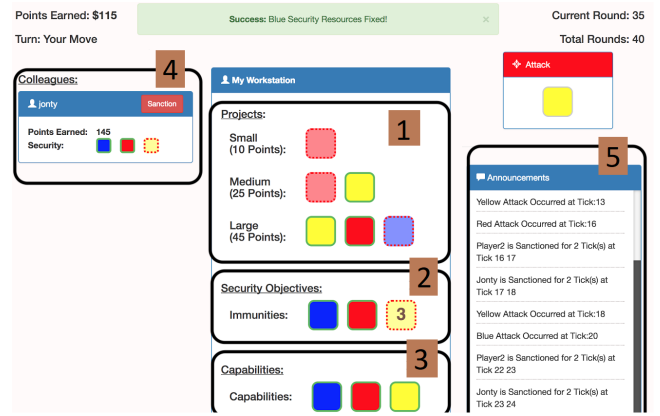 Points Earned: $115
Success: Blue Security Resources Fixed!
×
Current Round: 35
Turn: Your Move
Total Rounds: 40
4
Colleagues:
jonty
Sanction
Points Earned: 145
Security:
My Workstation
Projects:
1
Small
(10 Points):
Medium
(25 Points):
Large
(45 Points):
2
Security Objectives:
Immunities:
3
3
Capabilities:
Capabilities:
Attack
5
Announcements
Yellow Attack Occurred at Tick:13
Red Attack Occurred at Tick:16
Player2 is Sanctioned for 2 Tick(s) at
Tick 16 17
Jonty is Sanctioned for 2 Tick(s) at
Tick 17 18
Yellow Attack Occurred at Tick:18
Blue Attack Occurred at Tick:20
Player2 is Sanctioned for 2 Tick(s) at
Tick 22 23
Jonty is Sanctioned for 2 Tick(s) at
Tick 23 24